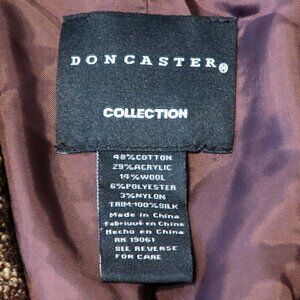 DONCASTER®
COLLECTION
48%COTTON
29%ACRYLIC
14%WOOL
6%POLYESTER
3%NYLON
TRIM:100%SILK
Made in China
Fabriqué en China
Hecho en China
RN 19061
SEE REVERSE
FOR CARE